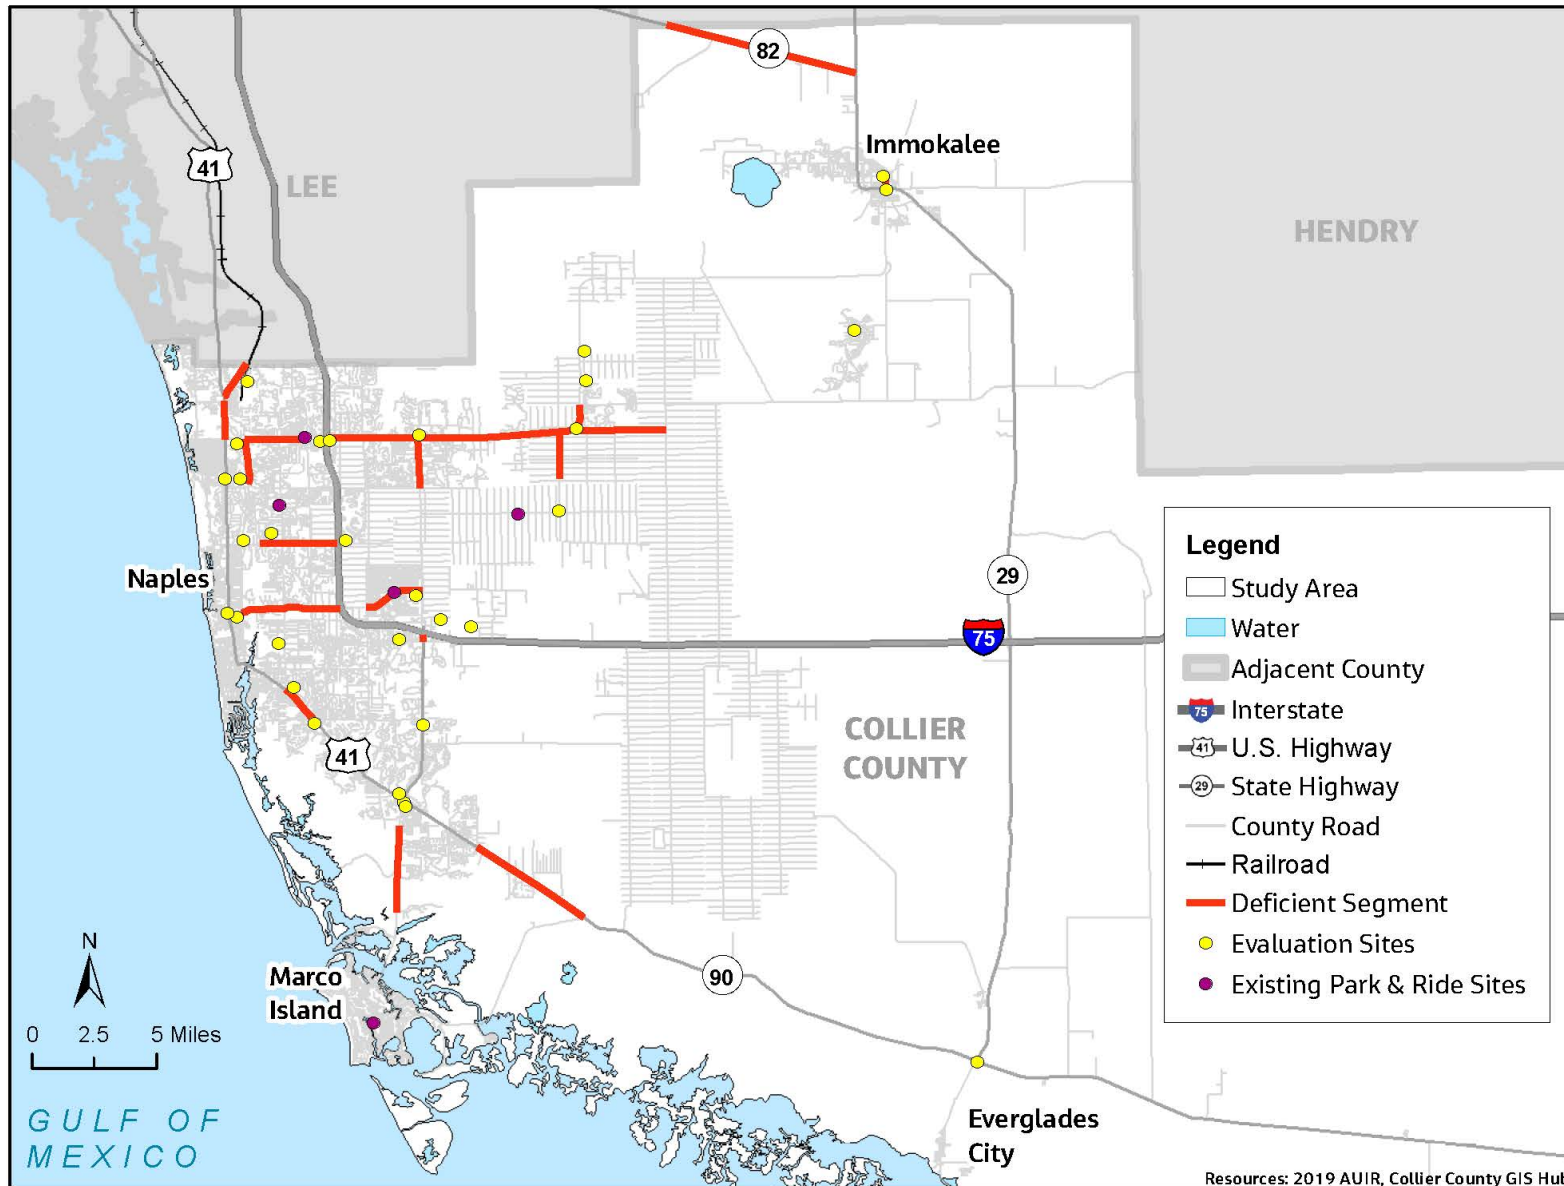 82
Immokalee
41
LEE
HENDRY
Naples
29
75
COLLIER
COUNTY
41
90
Marco
Island
Everglades
City
N
0 2.5 5 Miles
GULF OF
MEXICO
Legend
Study Area
Water
Adjacent County
75 Interstate
41 U.S. Highway
29 State Highway
County Road
Railroad
Deficient Segment
Evaluation Sites
Existing Park & Ride Sites
Resources: 2019 AUIR, Collier County GIS Hub